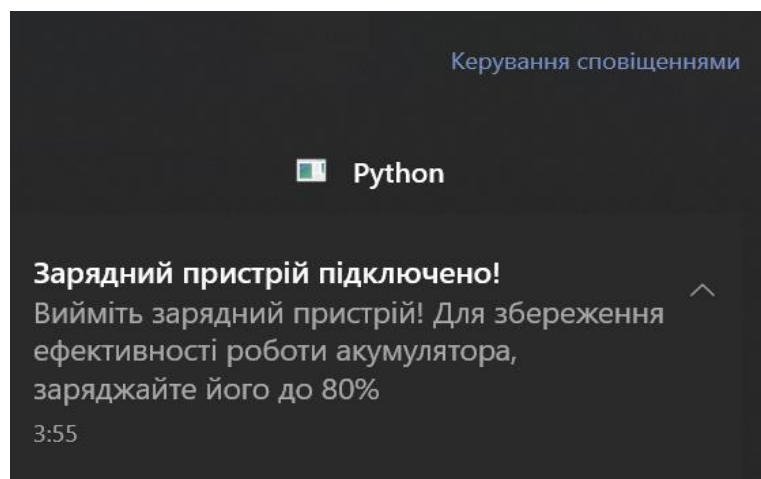 Керування сповіщеннями
Python
Зарядний пристрій підключено!
Вийміть зарядний пристрій! Для збереження
ефективності роботи акумулятора,
заряджайте його до 80%
3:55